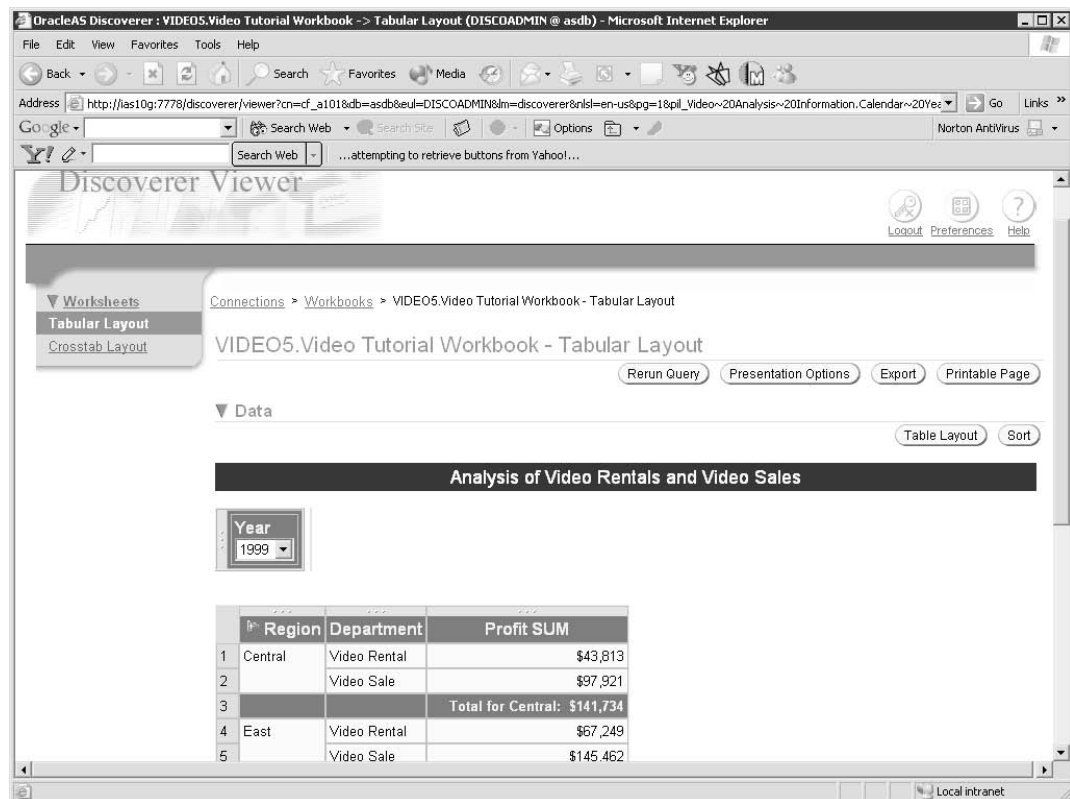 OracleAS Discoverer : VIDEO5.Video Tutorial Workbook -> Tabular Layout (DISCOADMIN @ asdb) - Microsoft Internet Explorer
File Edit View Favorites Tools Help
Back Search Favorites Media
Address http://ias10g:7778/discoverer/viewer?cn=cf_a101&db=asdb&eul=DISCOADMIN&lm=discoverer&nlsl=en-us&pg=1&pil_Video~20Analysis~20Information.Calendar~20Yea Go Links »
Google Search Web Search Site Options Norton AntiVirus
Y! Search Web ...attempting to retrieve buttons from Yahoo!...
Discoverer Viewer
Logout Preferences Help
Worksheets
Tabular Layout
Crosstab Layout
Connections > Workbooks > VIDEO5.Video Tutorial Workbook - Tabular Layout
VIDEO5.Video Tutorial Workbook - Tabular Layout
Rerun Query Presentation Options Export Printable Page
Data
Table Layout Sort
Analysis of Video Rentals and Video Sales
Year
1999
Region Department Profit SUM
1 Central Video Rental $43,813
2 Video Sale $97,921
3 Total for Central: $141,734
4 East Video Rental $67,249
5 Video Sale $145,462
Local intranet